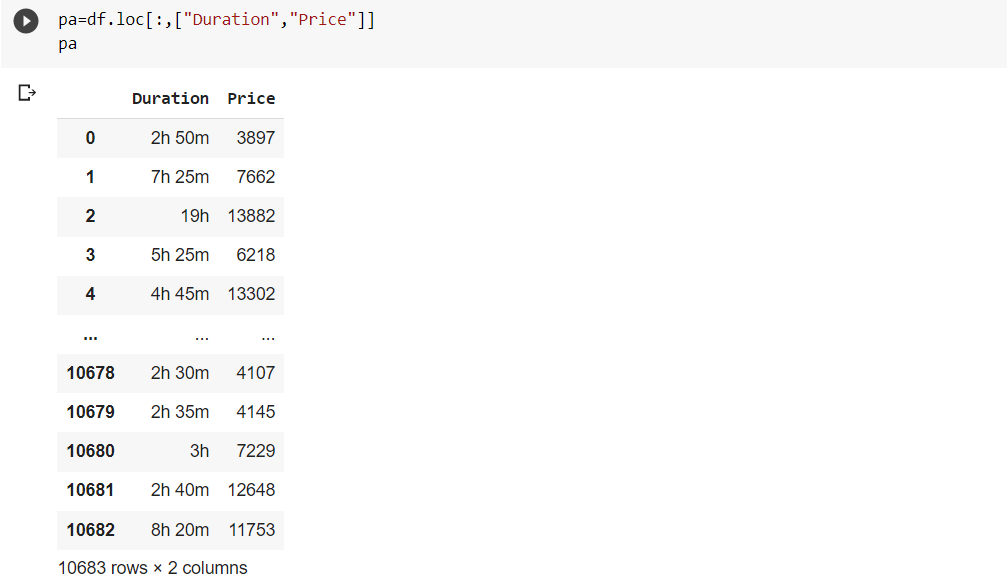 pa=df.loc[:,["Duration","Price"]]
pa
Duration Price
0 2h 50m 3897
1 7h 25m 7662
2 19h 13882
3 5h 25m 6218
4 4h 45m 13302
... ... ...
10678 2h 30m 4107
10679 2h 35m 4145
10680 3h 7229
10681 2h 40m 12648
10682 8h 20m 11753
10683 rows × 2 columns